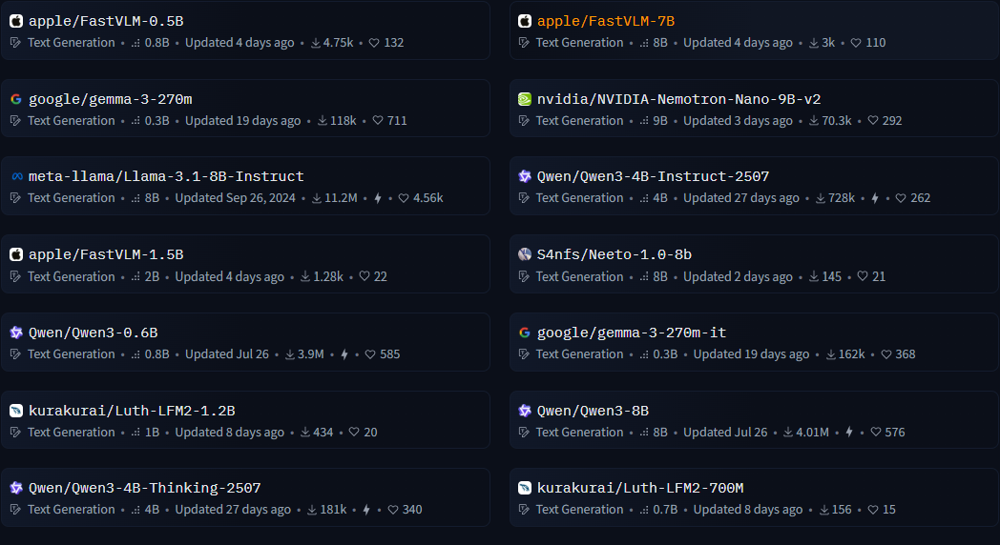 apple/FastVLM-0.5B
Text Generation • 0.8B • Updated 4 days ago • 4.75k • 132
apple/FastVLM-7B
Text Generation • 8B • Updated 4 days ago • 3k • 110
google/gemma-3-270m
Text Generation • 0.3B • Updated 19 days ago • 118k • 711
nvidia/NVIDIA-Nemotron-Nano-9B-v2
Text Generation • 9B • Updated 3 days ago • 70.3k • 292
meta-llama/Llama-3.1-8B-Instruct
Text Generation • 8B • Updated Sep 26, 2024 • 11.2M • • 4.56k
Qwen/Qwen3-4B-Instruct-2507
Text Generation • 4B • Updated 27 days ago • 728k • • 262
apple/FastVLM-1.5B
Text Generation • 2B • Updated 4 days ago • 1.28k • 22
S4nfs/Neeto-1.0-8b
Text Generation • 8B • Updated 2 days ago • 145 • 21
Qwen/Qwen3-0.6B
Text Generation • 0.8B • Updated Jul 26 • 3.9M • • 585
google/gemma-3-270m-it
Text Generation • 0.3B • Updated 19 days ago • 162k • 368
kurakurai/Luth-LFM2-1.2B
Text Generation • 1B • Updated 8 days ago • 434 • 20
Qwen/Qwen3-8B
Text Generation • 8B • Updated Jul 26 • 4.01M • • 576
Qwen/Qwen3-4B-Thinking-2507
Text Generation • 4B • Updated 27 days ago • 181k • • 340
kurakurai/Luth-LFM2-700M
Text Generation • 0.7B • Updated 8 days ago • 156 • 15